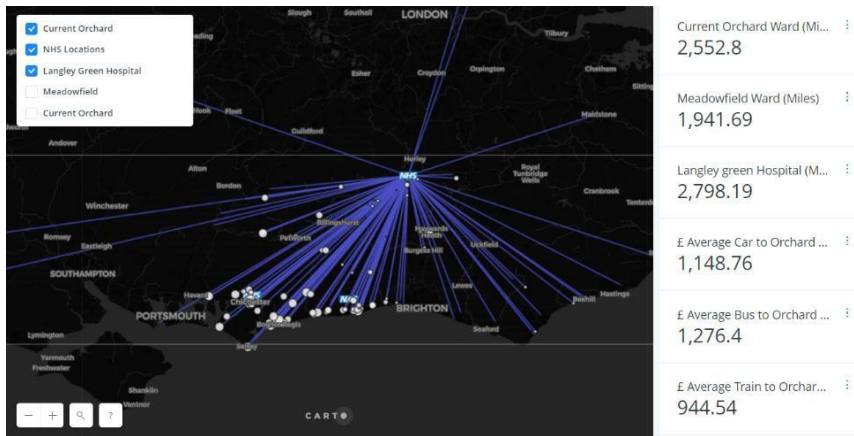 Current Orchard
NHS Locations
Langley Green Hospital
Meadowfield
Current Orchard
Slough
Southall
LONDON
Tilbury
Esher
Croydon
Orpington
Chatham
Hook
Fleet
Maidstone
Guildford
Andover
Alton
Horley
Royal
Tunbridge
Wells
NHS
Bordon
Cranbrook
Winchester
Billingshurst
Haywards
Heath
Romsey
Petworth
Eastleigh
Burgess Hill
Uckfield
SOUTHAMPTON
Lewes
Havant
Chichester
Bexhill
Hastings
PORTSMOUTH
BRIGHTON
Bognor Regis
Seaford
Lymington
Selsey
Yarmouth
Freshwater
Shanklin
Ventnor
− + ?
CARTO
Current Orchard Ward (Mi...
2,552.8
Meadowfield Ward (Miles)
1,941.69
Langley green Hospital (M...
2,798.19
£ Average Car to Orchard ...
1,148.76
£ Average Bus to Orchard ...
1,276.4
£ Average Train to Orchar...
944.54